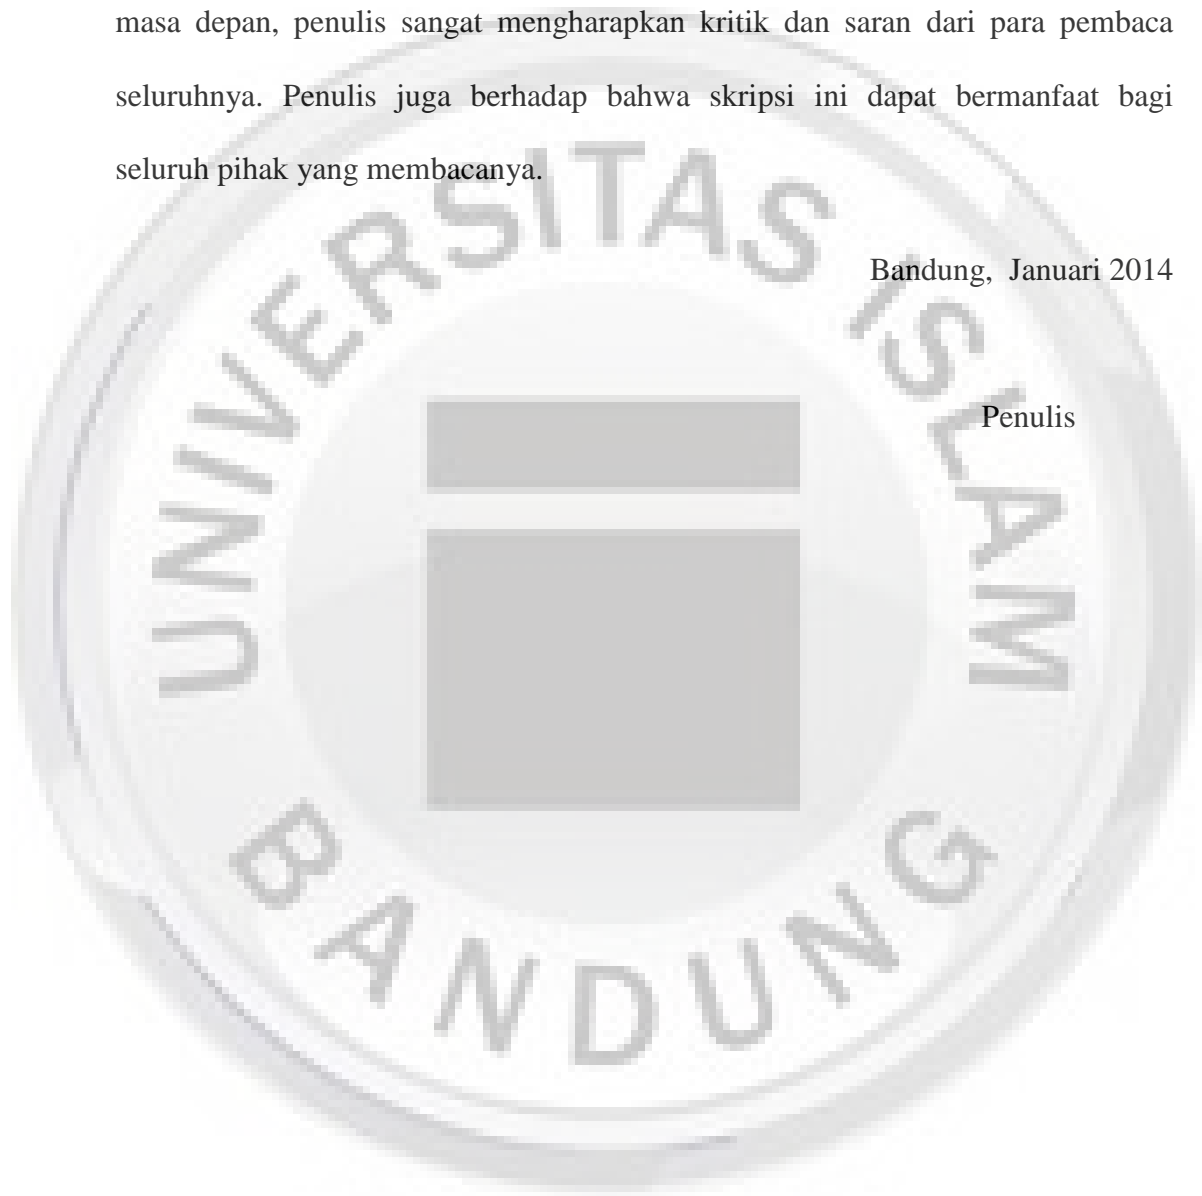 masa depan, penulis sangat mengharapkan kritik dan saran dari para pembaca
seluruhnya. Penulis juga berhadap bahwa skripsi ini dapat bermanfaat bagi
seluruh pihak yang membacanya.
Bandung, Januari 2014
Penulis
UNIVERSITAS ISLAM
BANDUNG